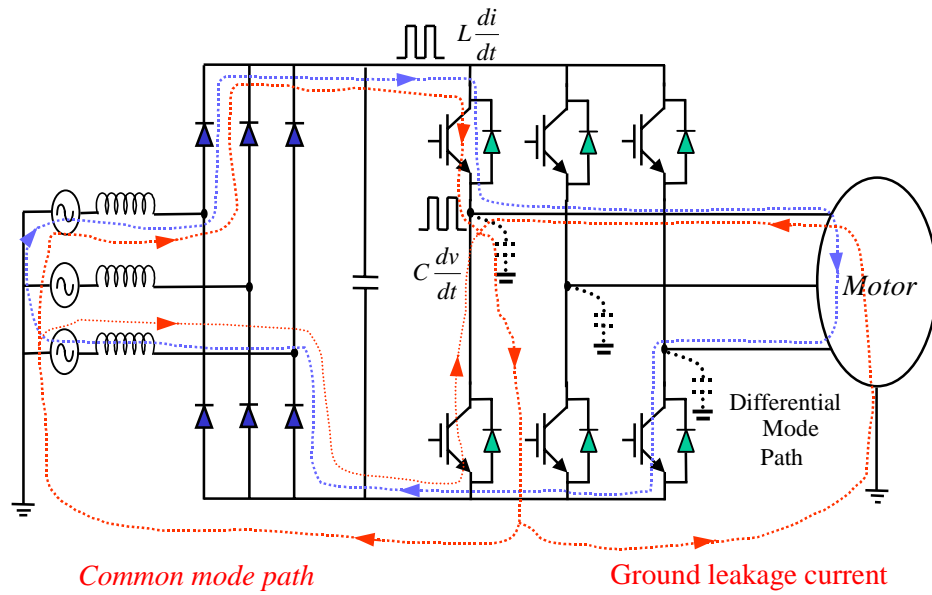 L di/dt
C dv/dt
Motor
Differential
Mode
Path
Common mode path
Ground leakage current